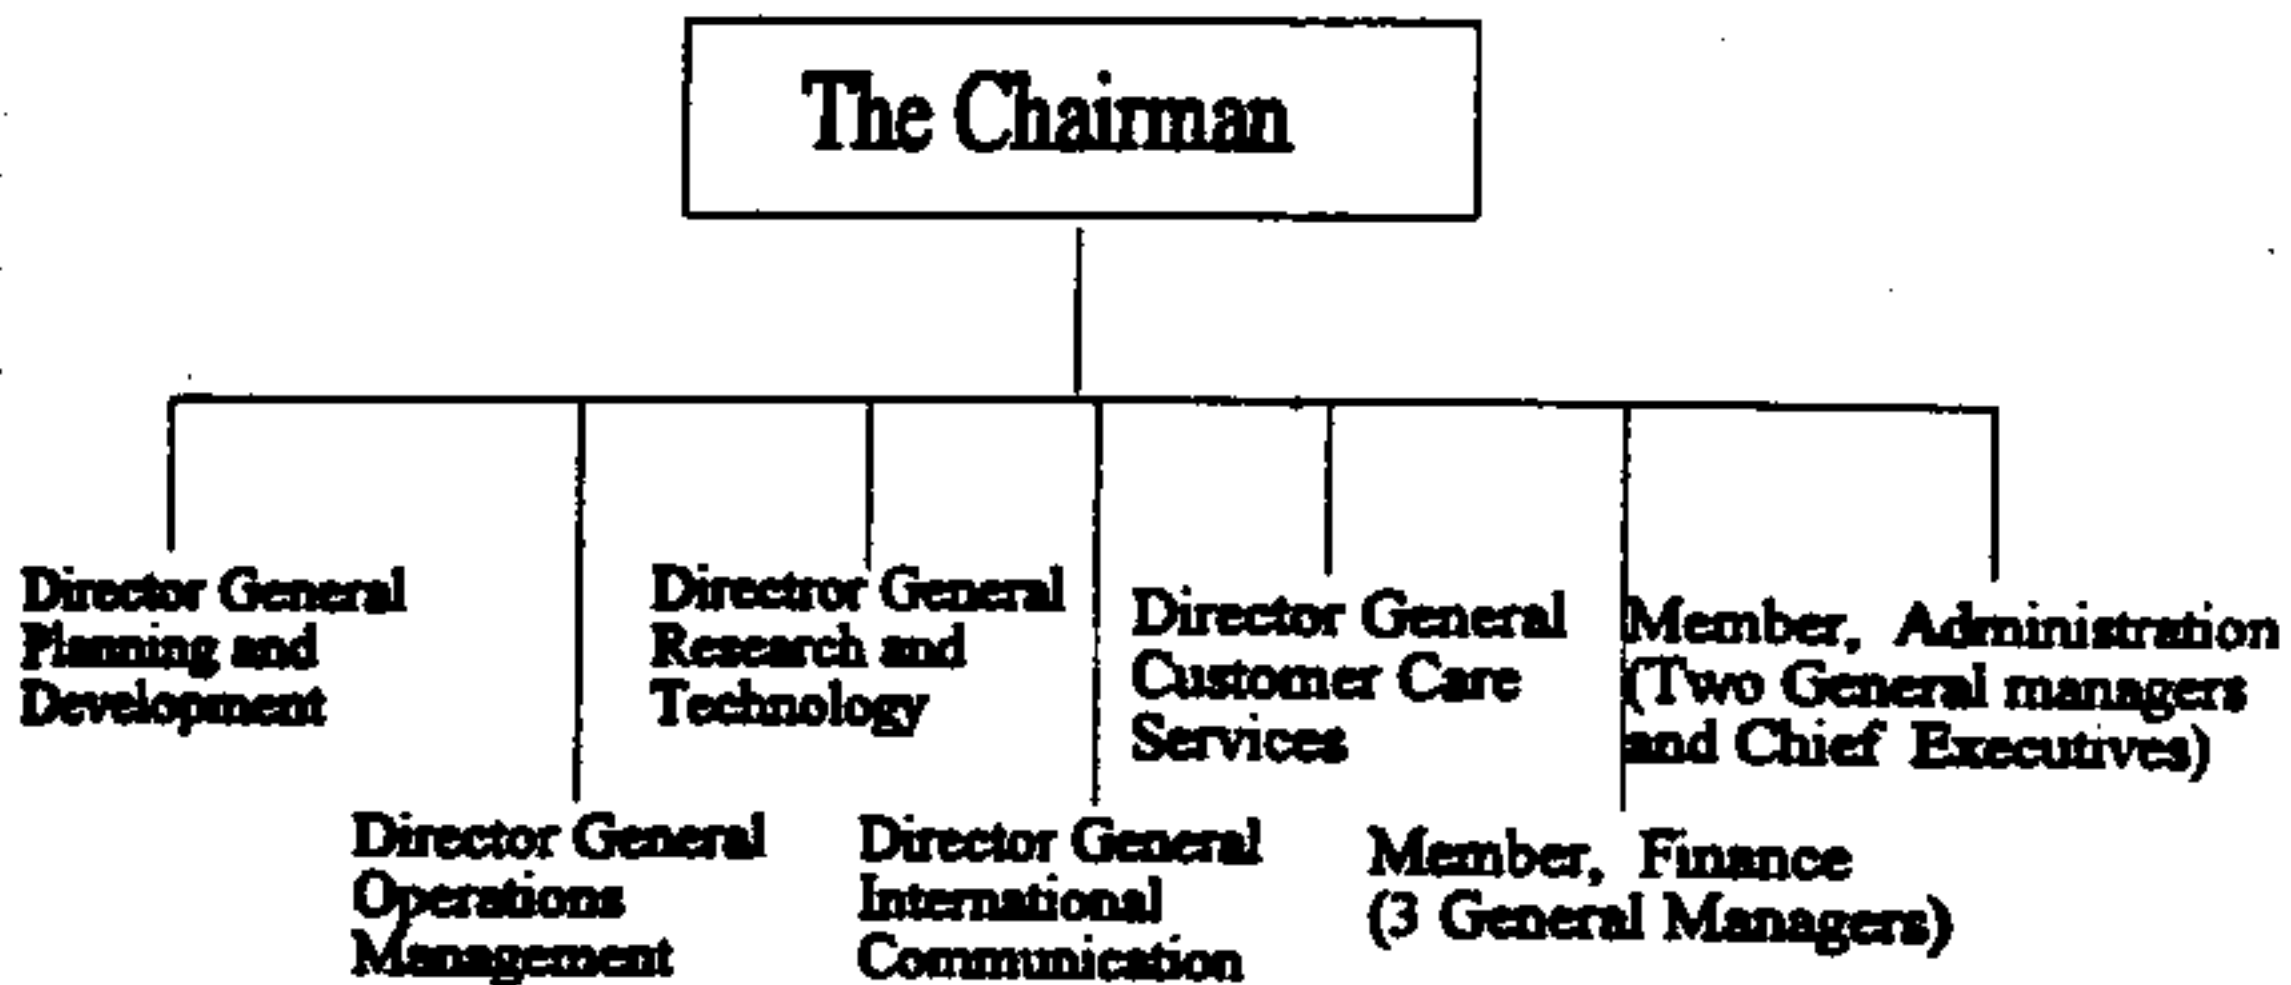 The Chairman
Director General
Planning and
Development
Director General
Operations
Management
Directror General
Research and
Technology
Director General
International
Communication
Director General
Customer Care
Services
Member, Finance
(3 General Managers)
Member, Administration
(Two General managers
and Chief Executives)